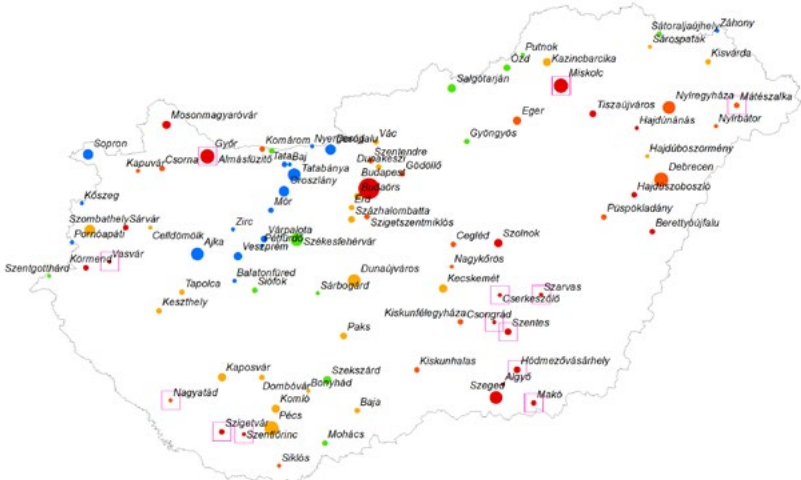 Sátoraljaújhely
Záhony
Sárospatak
Putnok
Ózd
Kazincbarcika
Kisvárda
Salgótarján
Miskolc
Nyíregyháza
Mátészalka
Tiszaújváros
Mosonmagyaróvár
Eger
Hajdúnánás
Nyírbátor
Vác
Gyöngyös
Győr
Komárom
Szentendre
Sopron
Csorna
Almásfüzitő
Tata
Baj
Dunakeszi
Gödöllő
Hajdúböszörmény
Kapuvár
Tatabánya
Budapest
Debrecen
Oroszlány
Budaörs
Hajdúszoboszló
Kőszeg
Érd
Mór
Százhalombatta
Püspökladány
Szombathely
Sárvár
Zirc
Várpalota
Szigetszentmiklós
Berettyóújfalu
Pornóapáti
Celldömölk
Pétfürdő
Cegléd
Szolnok
Ajka
Veszprém
Székesfehérvár
Körmend
Vasvár
Nagykőrös
Szentgotthárd
Balatonfüred
Dunaújváros
Tapolca
Siófok
Sárbogárd
Kecskemét
Szarvas
Cserkeszőlő
Keszthely
Kiskunfélegyháza
Csongrád
Szentes
Paks
Kaposvár
Szekszárd
Kiskunhalas
Hódmezővásárhely
Dombóvár
Bonyhád
Algyő
Nagyatád
Komló
Baja
Szeged
Makó
Szigetvár
Pécs
Szentlőrinc
Mohács
Siklós